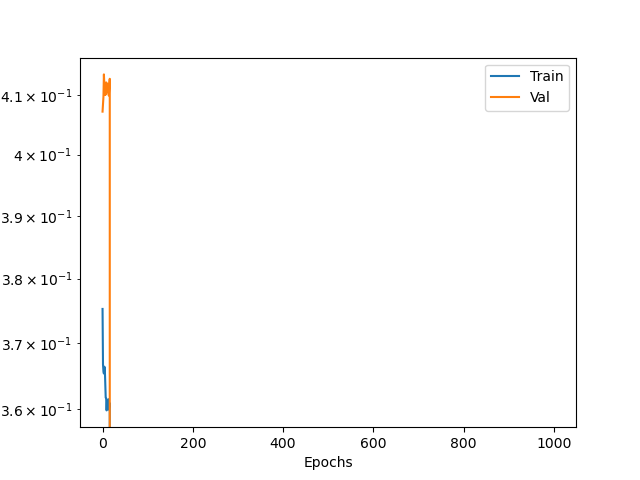 Train
Val
4.1 × 10⁻¹
4 × 10⁻¹
3.9 × 10⁻¹
3.8 × 10⁻¹
3.7 × 10⁻¹
3.6 × 10⁻¹
0 200 400 600 800 1000
Epochs